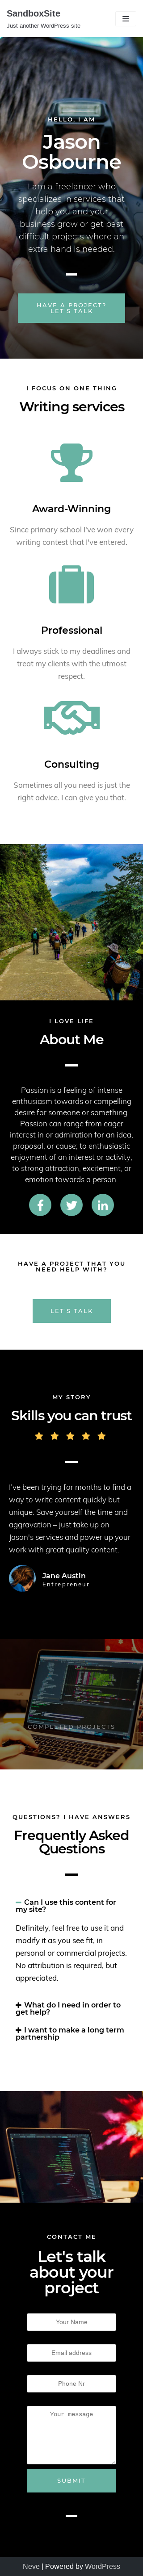 SandboxSite
Just another WordPress site
HELLO, I AM
Jason
Osbourne
I am a freelancer who
specializes in services that
help you and your
business grow or get past
difficult projects where an
extra hand is needed.
HAVE A PROJECT?
LET'S TALK
I FOCUS ON ONE THING
Writing services
Award-Winning
Since primary school I've won every
writing contest that I've entered.
Professional
I always stick to my deadlines and
treat my clients with the utmost
respect.
Consulting
Sometimes all you need is just the
right advice. I can give you that.
I LOVE LIFE
About Me
Passion is a feeling of intense
enthusiasm towards or compelling
desire for someone or something.
Passion can range from eager
interest in or admiration for an idea,
proposal, or cause; to enthusiastic
enjoyment of an interest or activity;
to strong attraction, excitement, or
emotion towards a person.
HAVE A PROJECT THAT YOU
NEED HELP WITH?
LET'S TALK
MY STORY
Skills you can trust
I've been trying for months to find a
way to write content quickly but
unique. Save yourself the time and
aggravation – just take up on
Jason's services and power up your
work with great quality content.
Jane Austin
Entrepreneur
COMPLETED PROJECTS
QUESTIONS? I HAVE ANSWERS
Frequently Asked
Questions
Can I use this content for
my site?
Definitely, feel free to use it and
modify it as you see fit, in
personal or commercial projects.
No attribution is required, but
appreciated.
What do I need in order to
get help?
I want to make a long term
partnership
CONTACT ME
Let's talk
about your
project
Your Name
Email address
Phone Nr
Your message
SUBMIT
Neve | Powered by WordPress